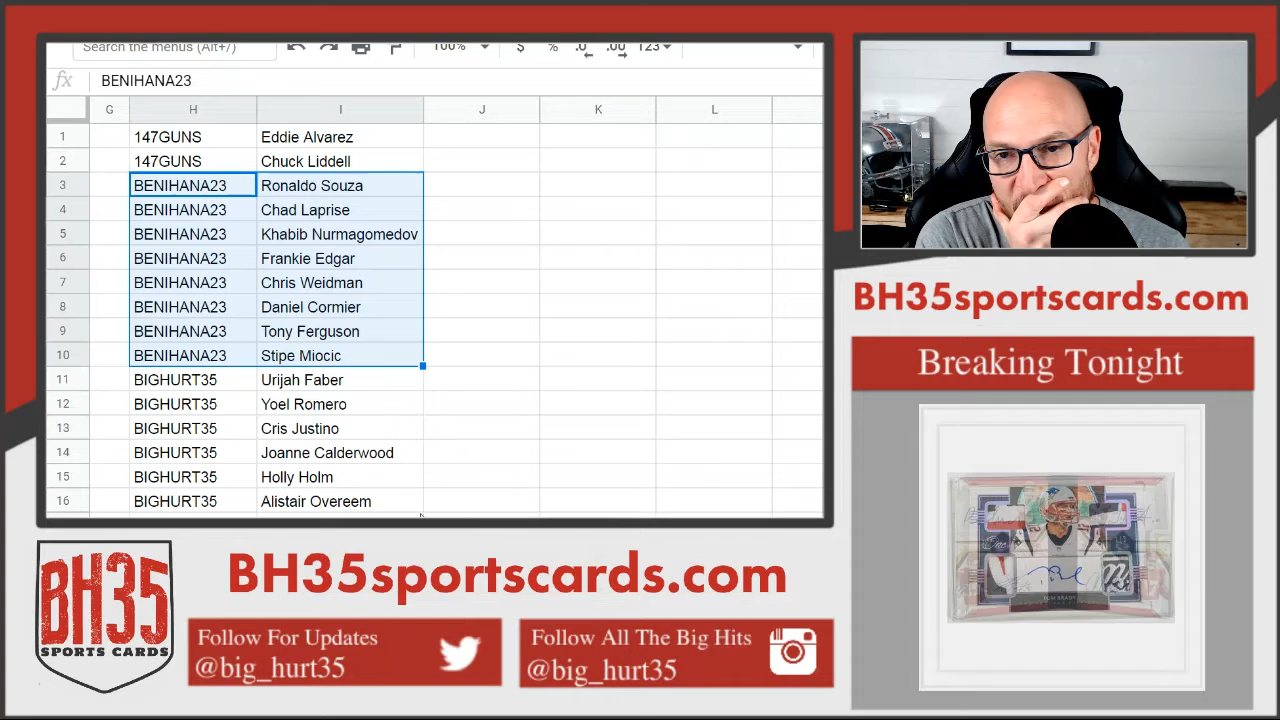 Search the menus (Alt+/)
100%
$ % .0 .00 123
fx BENIHANA23
G H I J K L
1 147GUNS Eddie Alvarez
2 147GUNS Chuck Liddell
3 BENIHANA23 Ronaldo Souza
4 BENIHANA23 Chad Laprise
5 BENIHANA23 Khabib Nurmagomedov
6 BENIHANA23 Frankie Edgar
7 BENIHANA23 Chris Weidman
8 BENIHANA23 Daniel Cormier
9 BENIHANA23 Tony Ferguson
10 BENIHANA23 Stipe Miocic
11 BIGHURT35 Urijah Faber
12 BIGHURT35 Yoel Romero
13 BIGHURT35 Cris Justino
14 BIGHURT35 Joanne Calderwood
15 BIGHURT35 Holly Holm
16 BIGHURT35 Alistair Overeem
BH35sportscards.com
Breaking Tonight
TOM BRADY
BH35
SPORTS CARDS
BH35sportscards.com
Follow For Updates
@big_hurt35
Follow All The Big Hits
@big_hurt35